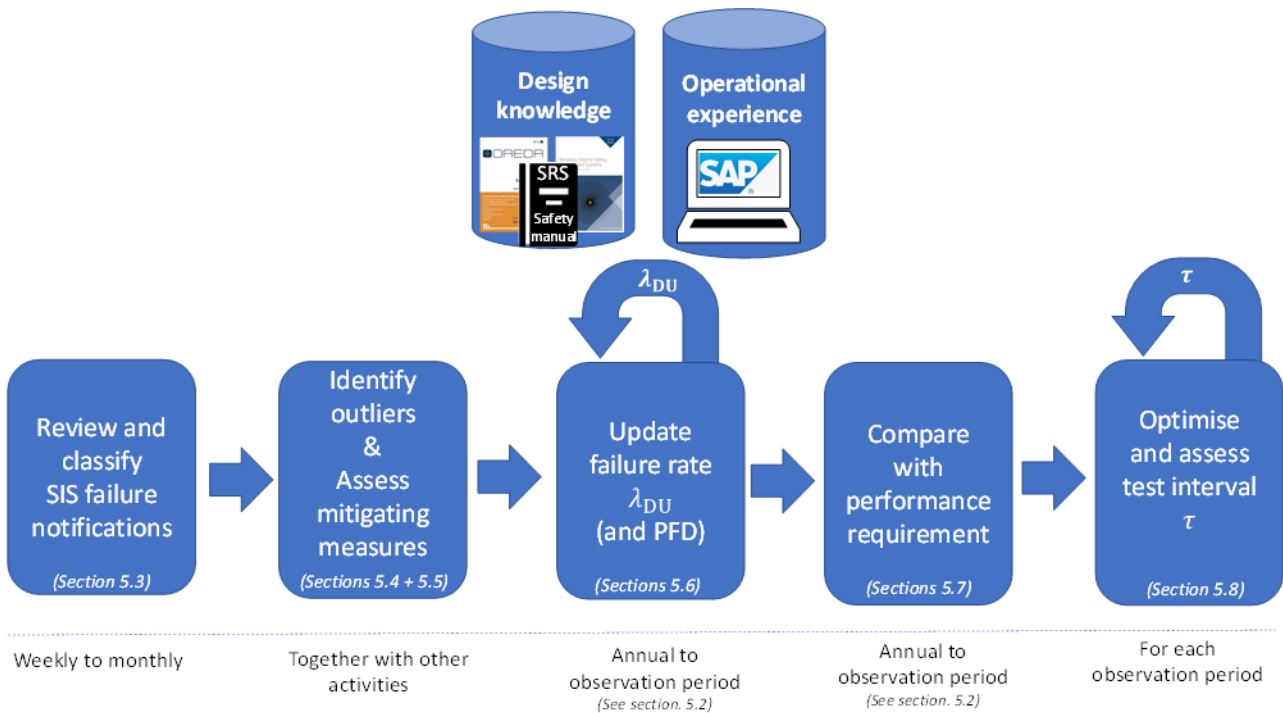 Design
knowledge
OREDA
SRS
Safety
manual
Operational
experience
SAP
®
λDU
τ
Review and
classify
SIS failure
notifications
(Section 5.3)
Identify
outliers
&
Assess
mitigating
measures
(Sections 5.4 + 5.5)
Update
failure rate
λDU
(and PFD)
(Sections 5.6)
Compare
with
performance
requirement
(Sections 5.7)
Optimise
and assess
test interval
τ
(Section 5.8)
Weekly to monthly
Together with other
activities
Annual to
observation period
(See section. 5.2)
Annual to
observation period
(See section. 5.2)
For each
observation period